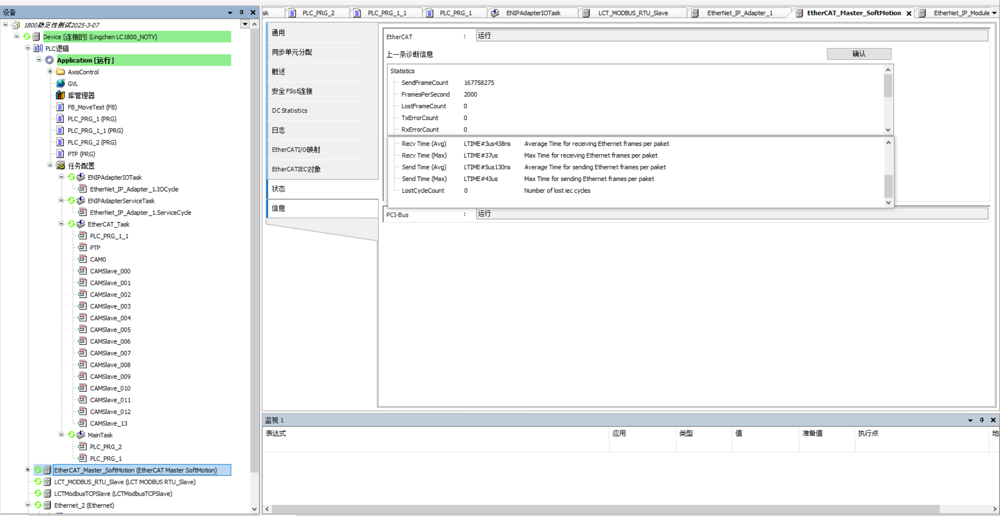 设备
1800稳定性测试2025-3-07
Device [连接的] (Lingchen LC1800_NOTV)
PLC逻辑
Application [运行]
AxisControl
GVL
库管理器
FB_MoveTest (FB)
PLC_PRG_1 (PRG)
PLC_PRG_1_1 (PRG)
PLC_PRG_2 (PRG)
PTP (PRG)
任务配置
ENIPAdapterIOTask
EtherNet_IP_Adapter_1.IOCycle
ENIPAdapterServiceTask
EtherNet_IP_Adapter_1.ServiceCycle
EtherCAT_Task
PLC_PRG_1_1
PTP
CAM0
CAMSlave_000
CAMSlave_001
CAMSlave_002
CAMSlave_003
CAMSlave_004
CAMSlave_005
CAMSlave_006
CAMSlave_007
CAMSlave_008
CAMSlave_009
CAMSlave_010
CAMSlave_011
CAMSlave_012
CAMSlave_13
MainTask
PLC_PRG_2
PLC_PRG_1
EtherCAT_Master_SoftMotion (EtherCAT Master SoftMotion)
LCT_MODBUS_RTU_Slave (LCT MODBUS RTU_Slave)
LCTModbusTCPSlave (LCTModbusTCPSlave)
Ethernet_2 (Ethernet)
sk PLC_PRG_2 PLC_PRG_1_1 PLC_PRG_1 ENIPAdapterIOTask LCT_MODBUS_RTU_Slave EtherNet_IP_Adapter_1 EtherCAT_Master_SoftMotion EtherNet_IP_Module
通用
同步单元分配
概述
安全FSoE连接
DC Statistics
日志
EtherCATI/O映射
EtherCATIEC对象
状态
信息
EtherCAT : 运行
上一条诊断信息 确认
Statistics
SendFrameCount 167758275
FramesPerSecond 2000
LostFrameCount 0
TxErrorCount 0
RxErrorCount 0
Recv Time (Avg) LTIME#3us438ns Average Time for receiving Ethernet frames per paket
Recv Time (Max) LTIME#37us Max Time for receiving Ethernet frames per paket
Send Time (Avg) LTIME#5us130ns Average Time for sending Ethernet frames per paket
Send Time (Max) LTIME#43us Max Time for sending Ethernet frames per paket
LostCycleCount 0 Number of lost iec cycles
PCI-Bus : 运行
监视 1
表达式 应用 类型 值 准备值 执行点 地